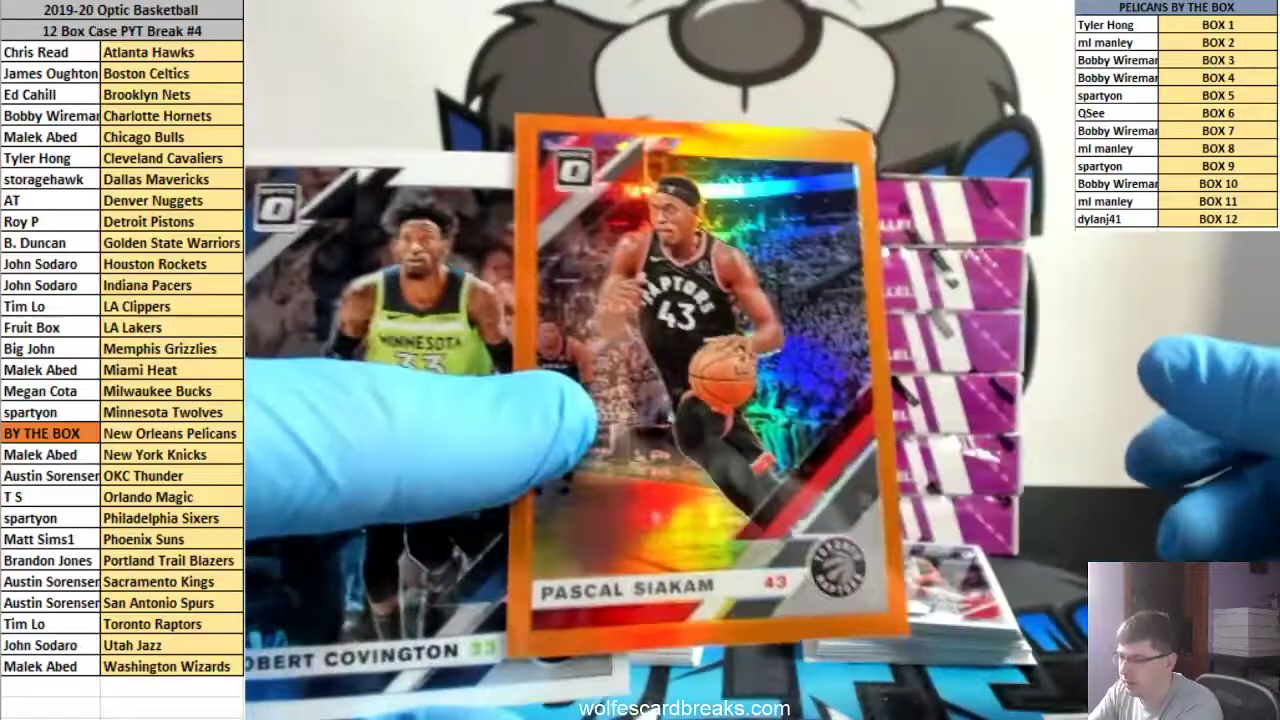 2019-20 Optic Basketball
12 Box Case PYT Break #4
Chris Read Atlanta Hawks
James Oughton Boston Celtics
Ed Cahill Brooklyn Nets
Bobby Wireman Charlotte Hornets
Malek Abed Chicago Bulls
Tyler Hong Cleveland Cavaliers
storagehawk Dallas Mavericks
AT Denver Nuggets
Roy P Detroit Pistons
B. Duncan Golden State Warriors
John Sodaro Houston Rockets
John Sodaro Indiana Pacers
Tim Lo LA Clippers
Fruit Box LA Lakers
Big John Memphis Grizzlies
Malek Abed Miami Heat
Megan Cota Milwaukee Bucks
spartyon Minnesota Twolves
BY THE BOX New Orleans Pelicans
Malek Abed New York Knicks
Austin Sorensen OKC Thunder
T S Orlando Magic
spartyon Philadelphia Sixers
Matt Sims1 Phoenix Suns
Brandon Jones Portland Trail Blazers
Austin Sorensen Sacramento Kings
Austin Sorensen San Antonio Spurs
Tim Lo Toronto Raptors
John Sodaro Utah Jazz
Malek Abed Washington Wizards
PELICANS BY THE BOX
Tyler Hong BOX 1
ml manley BOX 2
Bobby Wireman BOX 3
Bobby Wireman BOX 4
spartyon BOX 5
QSee BOX 6
Bobby Wireman BOX 7
ml manley BOX 8
spartyon BOX 9
Bobby Wireman BOX 10
ml manley BOX 11
dylanj41 BOX 12
MINNESOTA
33
OBERT COVINGTON 33
RAPTORS
43
PASCAL SIAKAM 43
wolfescardbreaks.com